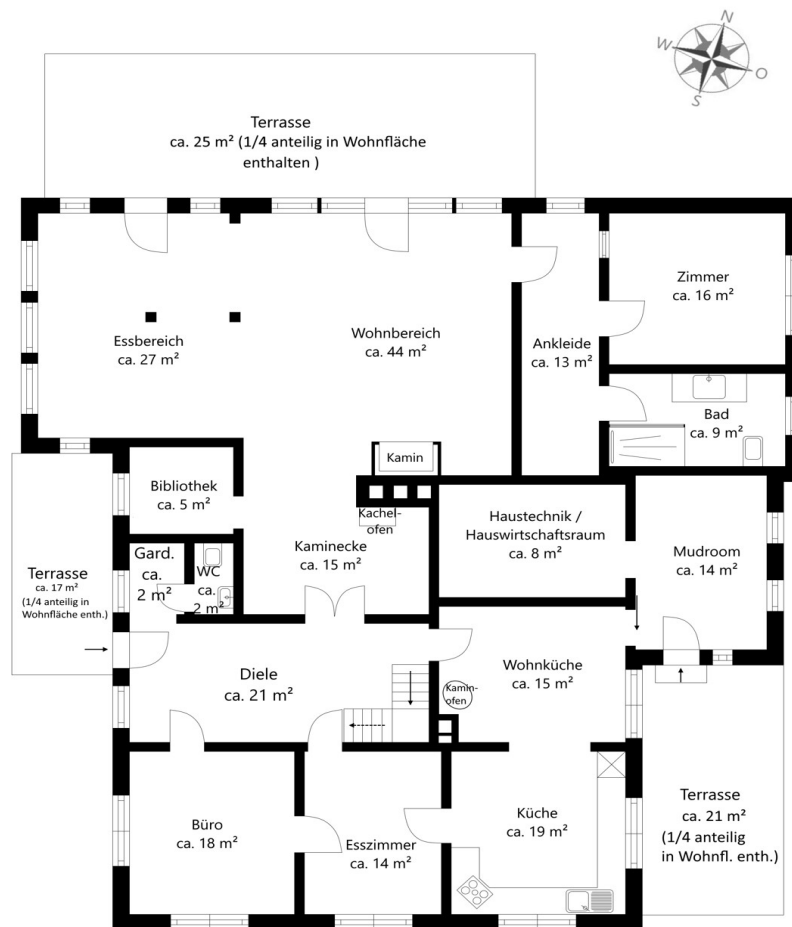 N
W
O
S
Terrasse
ca. 25 m² (1/4 anteilig in Wohnfläche
enthalten )
Essbereich
ca. 27 m²
Wohnbereich
ca. 44 m²
Ankleide
ca. 13 m²
Zimmer
ca. 16 m²
Bad
ca. 9 m²
Kamin
Bibliothek
ca. 5 m²
Kachel-
ofen
Kaminecke
ca. 15 m²
Haustechnik /
Hauswirtschaftsraum
ca. 8 m²
Mudroom
ca. 14 m²
Gard.
ca.
2 m²
WC
ca.
2 m²
Terrasse
ca. 17 m²
(1/4 anteilig in
Wohnfläche enth.)
Diele
ca. 21 m²
Wohnküche
ca. 15 m²
Kamin-
ofen
Büro
ca. 18 m²
Esszimmer
ca. 14 m²
Küche
ca. 19 m²
Terrasse
ca. 21 m²
(1/4 anteilig
in Wohnfl. enth.)